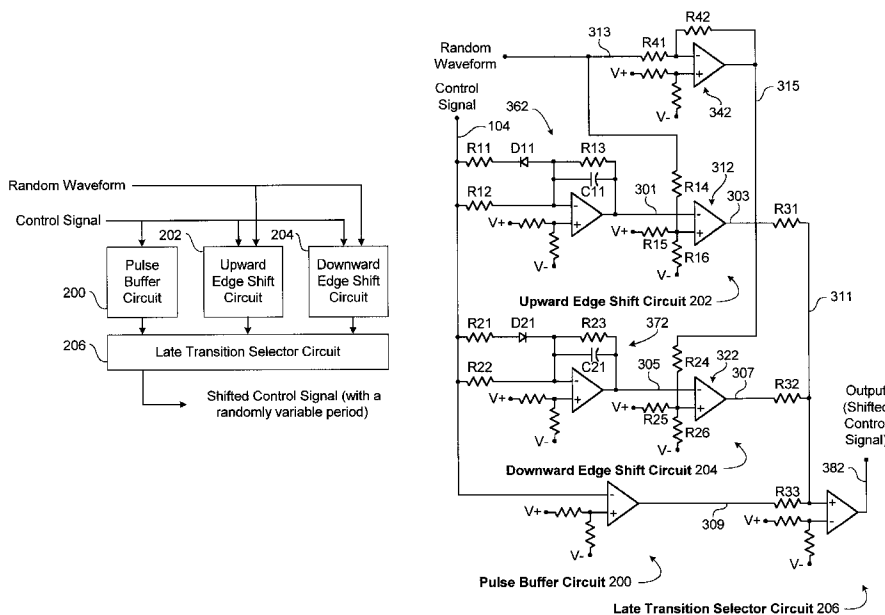 Random Waveform
Control Signal
202
204
200
Pulse
Buffer
Circuit
Upward
Edge Shift
Circuit
Downward
Edge Shift
Circuit
206
Late Transition Selector Circuit
Shifted Control Signal (with a
randomly variable period)
Random
Waveform
313
R41
R42
V+
V-
342
315
Control
Signal
104
362
R11
D11
R13
C11
R12
V+
V-
301
R14
312
303
V+
R15
R16
V-
R31
Upward Edge Shift Circuit 202
311
R21
D21
R23
372
C21
R22
V+
V-
305
R24
322
307
V+
R25
R26
V-
R32
Downward Edge Shift Circuit 204
Output
(Shifted
Control
Signal)
382
V+
V-
309
R33
V+
V-
Pulse Buffer Circuit 200
Late Transition Selector Circuit 206